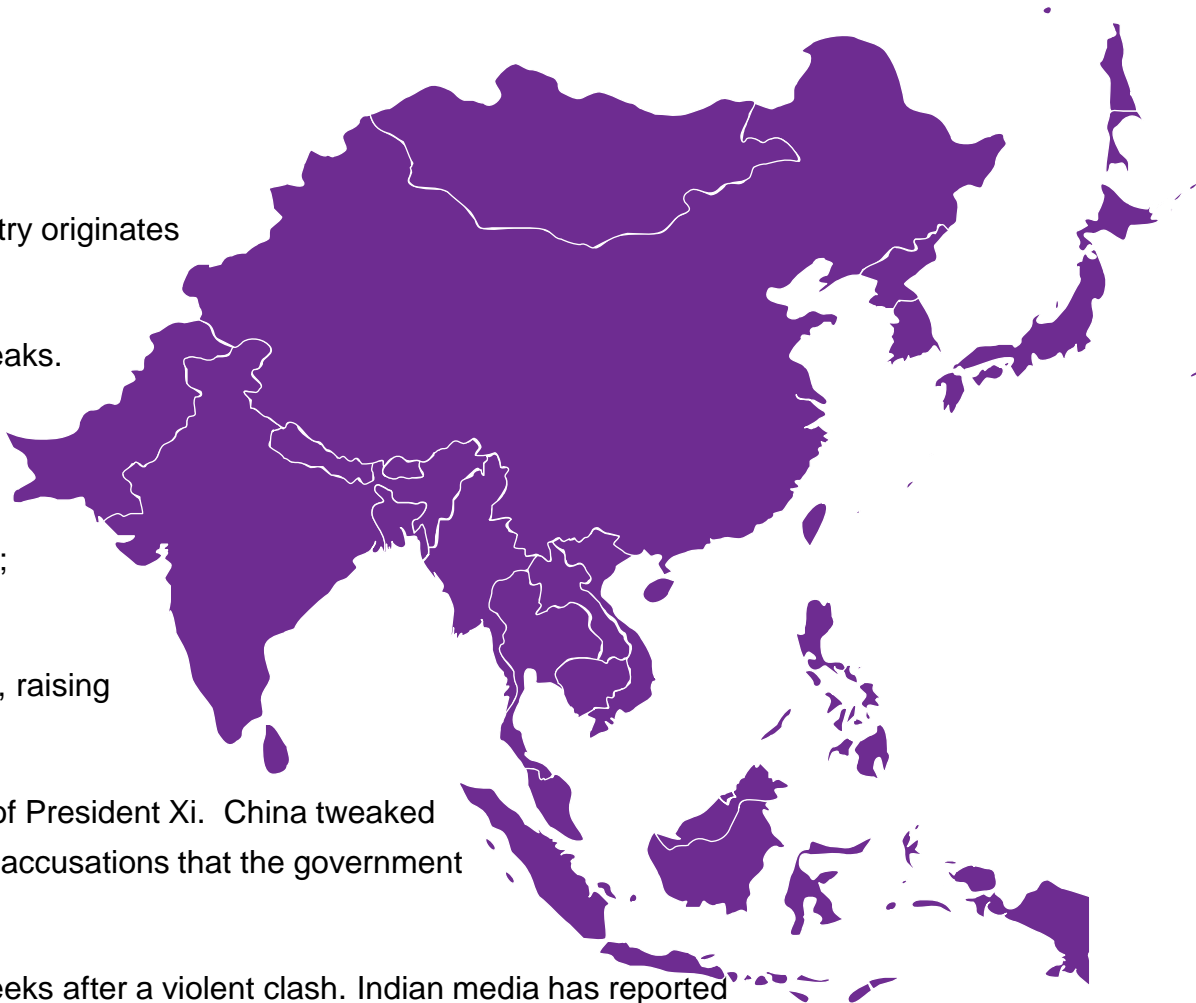 try originates
eaks.
;
, raising
of President Xi.  China tweaked
accusations that the government
eeks after a violent clash. Indian media has reported